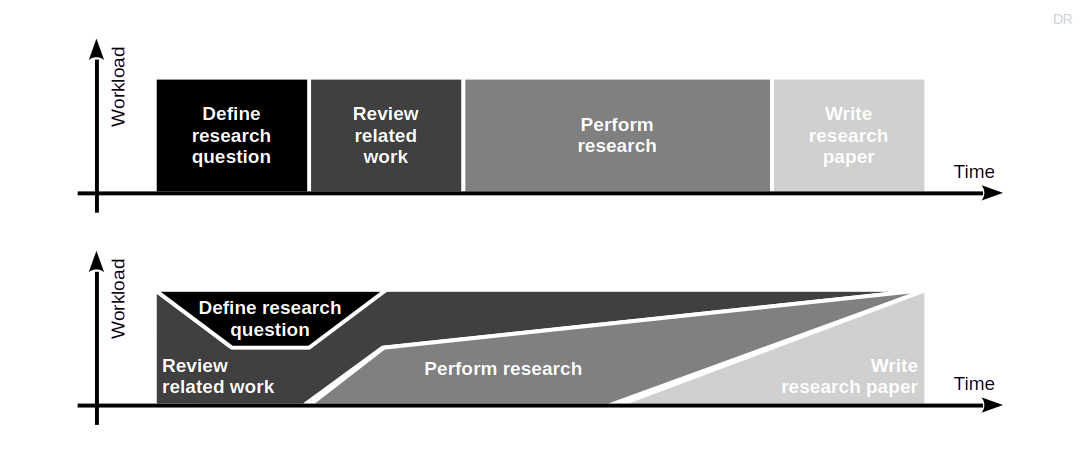 DR
Workload
Define
research
question
Review
related
work
Perform
research
Write
research
paper
Time
Workload
Define research
question
Review
related work
Perform research
Write
research paper
Time